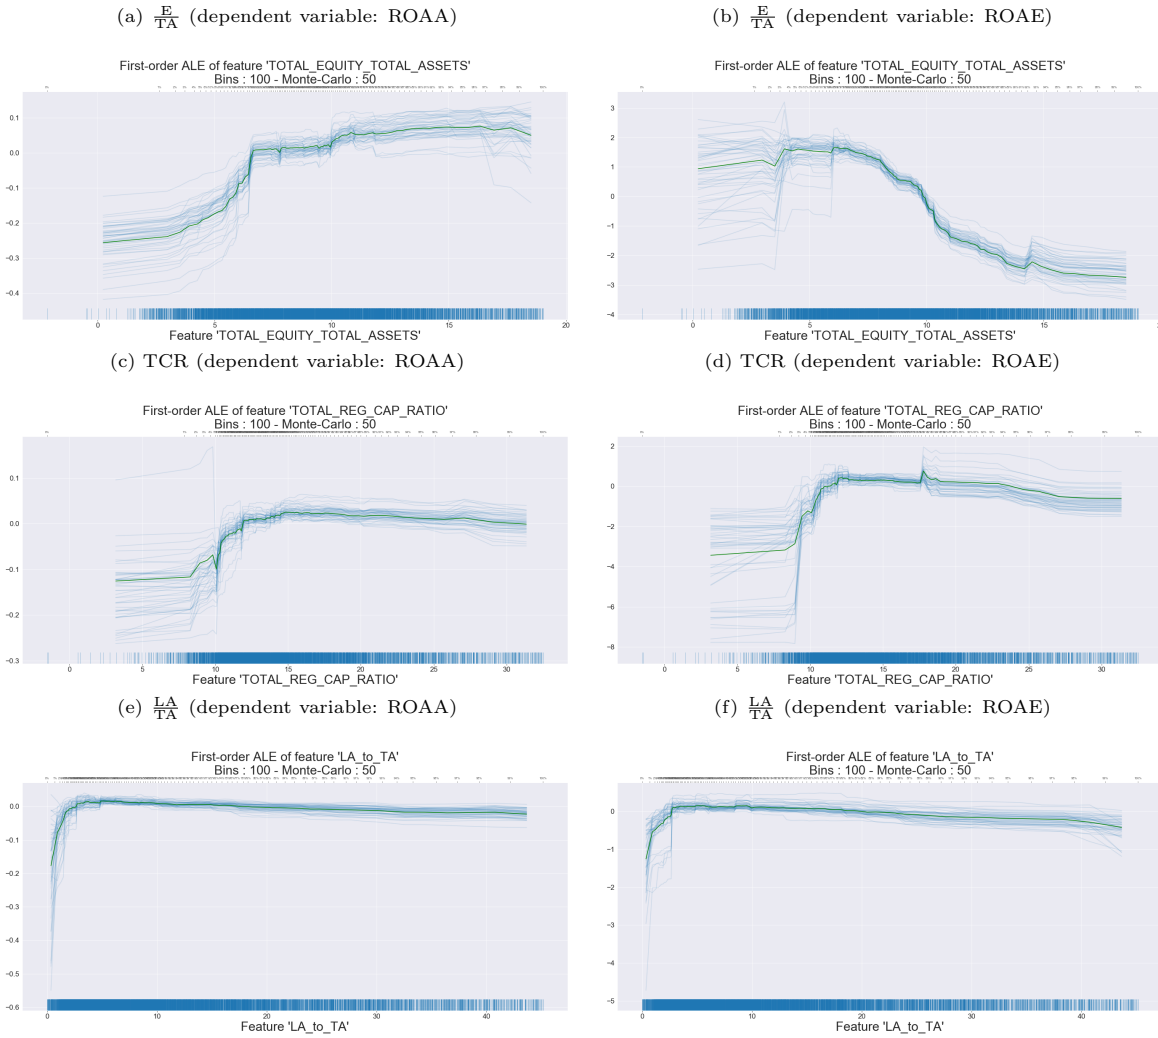 (a) E/TA (dependent variable: ROAA)
First-order ALE of feature 'TOTAL_EQUITY_TOTAL_ASSETS'
Bins : 100 - Monte-Carlo : 50
0.1
0.0
−0.1
−0.2
−0.3
−0.4
0 5 10 15 20
Feature 'TOTAL_EQUITY_TOTAL_ASSETS'
(b) E/TA (dependent variable: ROAE)
First-order ALE of feature 'TOTAL_EQUITY_TOTAL_ASSETS'
Bins : 100 - Monte-Carlo : 50
3
2
1
0
−1
−2
−3
−4
0 5 10 15
Feature 'TOTAL_EQUITY_TOTAL_ASSETS'
(c) TCR (dependent variable: ROAA)
First-order ALE of feature 'TOTAL_REG_CAP_RATIO'
Bins : 100 - Monte-Carlo : 50
0.1
0.0
−0.1
−0.2
−0.3
0 5 10 15 20 25 30
Feature 'TOTAL_REG_CAP_RATIO'
(d) TCR (dependent variable: ROAE)
First-order ALE of feature 'TOTAL_REG_CAP_RATIO'
Bins : 100 - Monte-Carlo : 50
2
0
−2
−4
−6
−8
0 5 10 15 20 25 30
Feature 'TOTAL_REG_CAP_RATIO'
(e) LA/TA (dependent variable: ROAA)
First-order ALE of feature 'LA_to_TA'
Bins : 100 - Monte-Carlo : 50
0.0
−0.1
−0.2
−0.3
−0.4
−0.5
−0.6
0 10 20 30 40
Feature 'LA_to_TA'
(f) LA/TA (dependent variable: ROAE)
First-order ALE of feature 'LA_to_TA'
Bins : 100 - Monte-Carlo : 50
0
−1
−2
−3
−4
−5
0 10 20 30 40
Feature 'LA_to_TA'